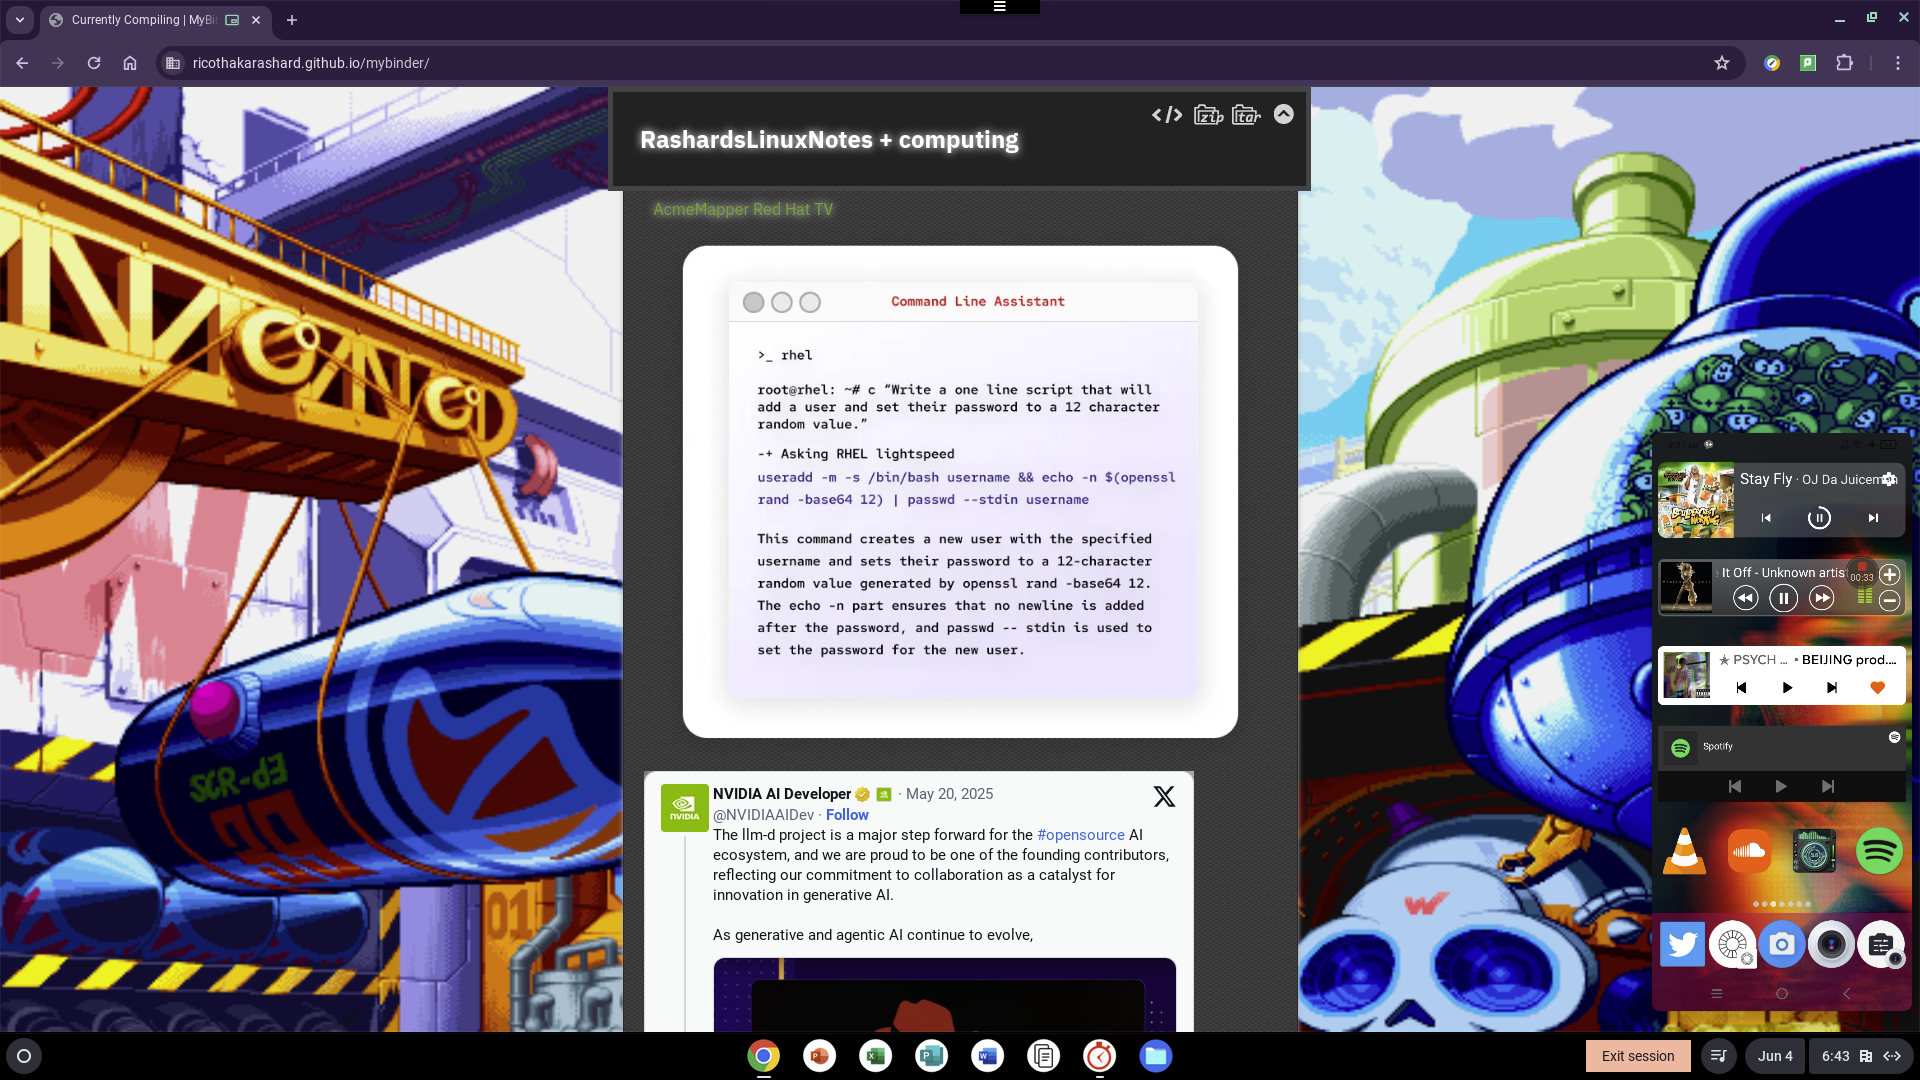 Currently Compiling | MyBi
ricothakarashard.github.io/mybinder/
RashardsLinuxNotes + computing
</> zip tar
AcmeMapper Red Hat TV
Command Line Assistant
>_ rhel
root@rhel: ~# c “Write a one line script that will
add a user and set their password to a 12 character
random value.”
-+ Asking RHEL lightspeed
useradd -m -s /bin/bash username && echo -n $(openssl
rand -base64 12) | passwd --stdin username
This command creates a new user with the specified
username and sets their password to a 12-character
random value generated by openssl rand -base64 12.
The echo -n part ensures that no newline is added
after the password, and passwd -- stdin is used to
set the password for the new user.
NVIDIA AI Developer · May 20, 2025
@NVIDIAAIDev · Follow
NVIDIA
The llm-d project is a major step forward for the #opensource AI
ecosystem, and we are proud to be one of the founding contributors,
reflecting our commitment to collaboration as a catalyst for
innovation in generative AI.
As generative and agentic AI continue to evolve,
SCR-d3
01
W
Stay Fly · OJ Da Juiceman
It Off - Unknown artis
00:33
★ PSYCH ... • BEIJING prod....
Spotify
Exit session
Jun 4
6:43